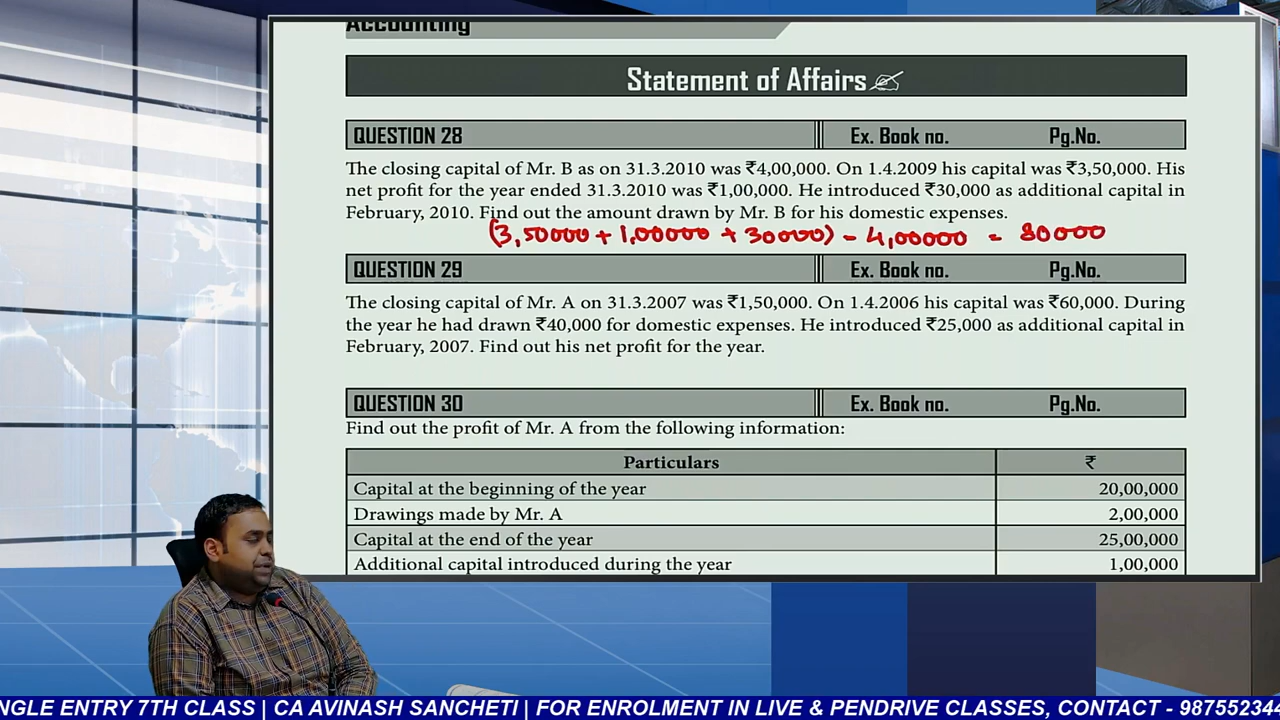 Accounting
Statement of Affairs
QUESTION 28 Ex. Book no. Pg.No.
The closing capital of Mr. B as on 31.3.2010 was ₹4,00,000. On 1.4.2009 his capital was ₹3,50,000. His
net profit for the year ended 31.3.2010 was ₹1,00,000. He introduced ₹30,000 as additional capital in
February, 2010. Find out the amount drawn by Mr. B for his domestic expenses.
(3,50000 + 1,00000 + 30000) - 4,00000 = 80000
QUESTION 29 Ex. Book no. Pg.No.
The closing capital of Mr. A on 31.3.2007 was ₹1,50,000. On 1.4.2006 his capital was ₹60,000. During
the year he had drawn ₹40,000 for domestic expenses. He introduced ₹25,000 as additional capital in
February, 2007. Find out his net profit for the year.
QUESTION 30 Ex. Book no. Pg.No.
Find out the profit of Mr. A from the following information:
Particulars ₹
Capital at the beginning of the year 20,00,000
Drawings made by Mr. A 2,00,000
Capital at the end of the year 25,00,000
Additional capital introduced during the year 1,00,000
NGLE ENTRY 7TH CLASS | CA AVINASH SANCHETI | FOR ENROLMENT IN LIVE & PENDRIVE CLASSES, CONTACT - 987552344